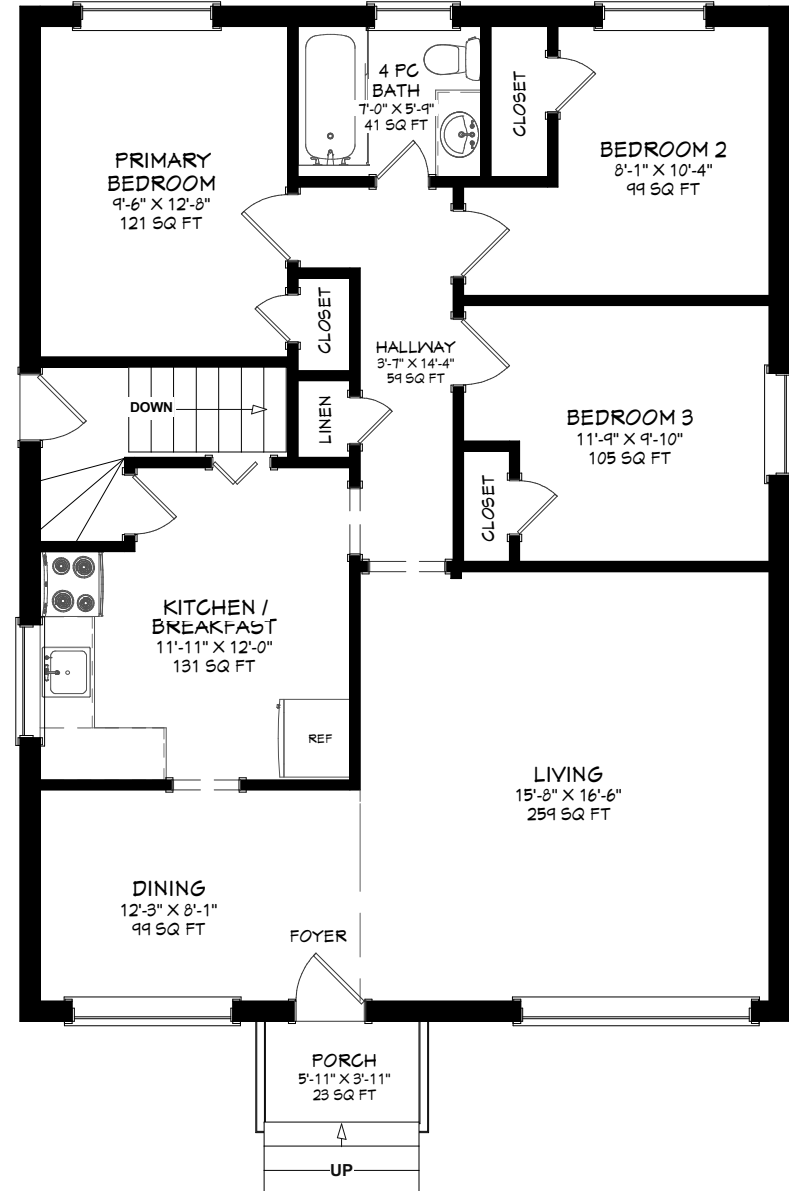 4 PC
BATH
7'-0" X 5'-9"
41 SQ FT
CLOSET
BEDROOM 2
8'-1" X 10'-4"
99 SQ FT
PRIMARY
BEDROOM
9'-6" X 12'-8"
121 SQ FT
CLOSET
HALLWAY
3'-7" X 14'-4"
59 SQ FT
DOWN
LINEN
BEDROOM 3
11'-9" X 9'-10"
105 SQ FT
CLOSET
KITCHEN /
BREAKFAST
11'-11" X 12'-0"
131 SQ FT
REF
LIVING
15'-8" X 16'-6"
259 SQ FT
DINING
12'-3" X 8'-1"
99 SQ FT
FOYER
PORCH
5'-11" X 3'-11"
23 SQ FT
UP